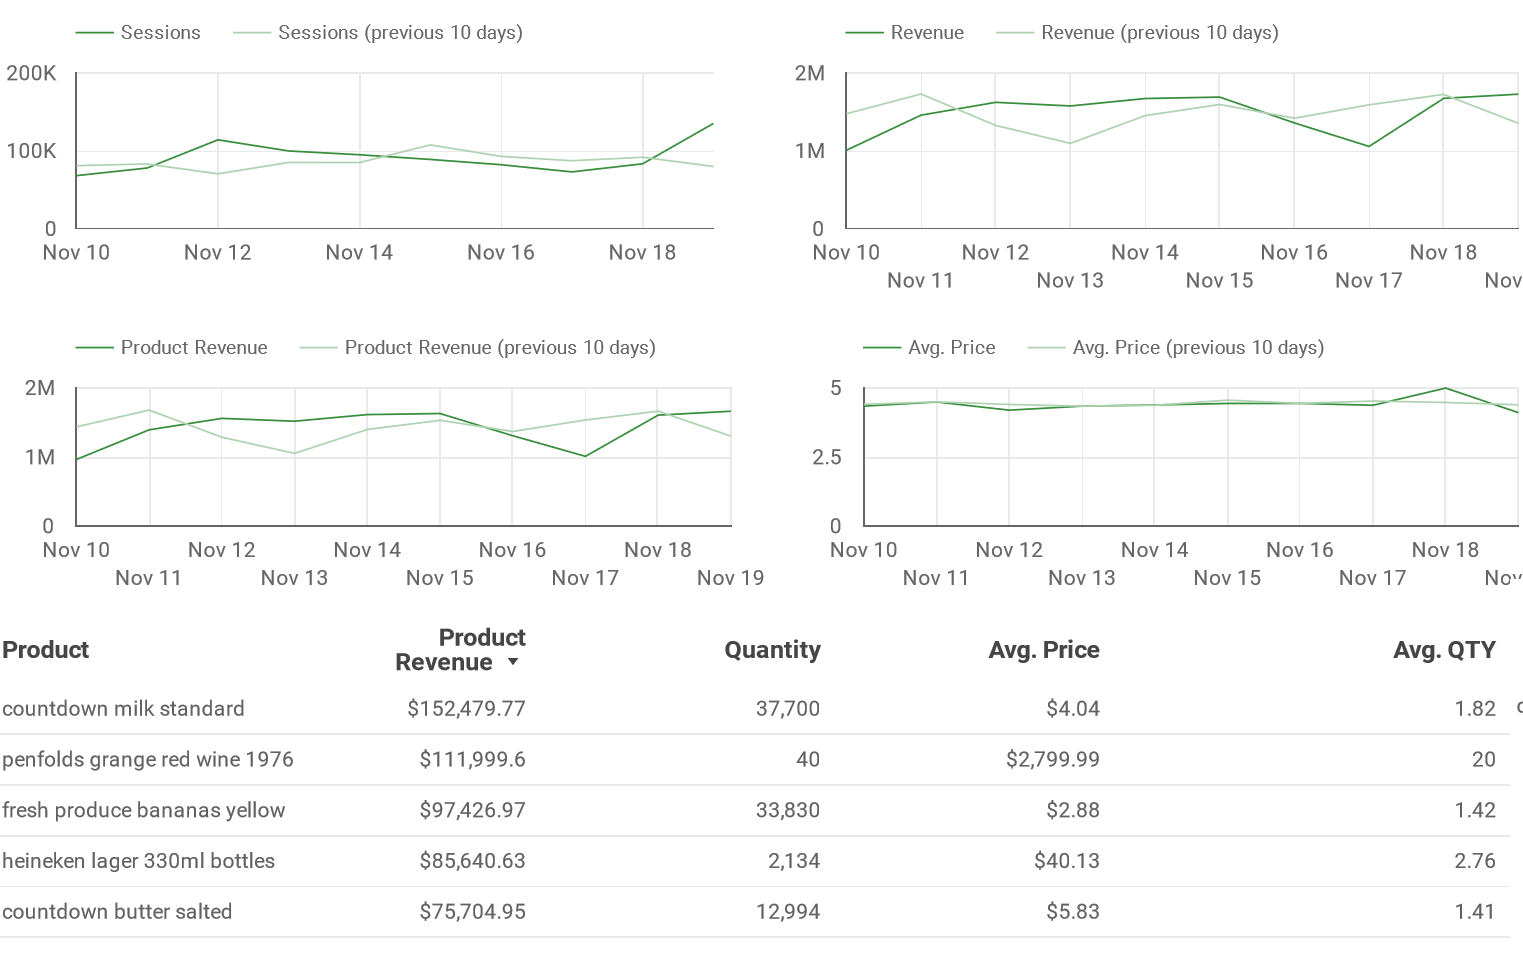 Sessions Sessions (previous 10 days)
200K
100K
0
Nov 10 Nov 12 Nov 14 Nov 16 Nov 18
Revenue Revenue (previous 10 days)
2M
1M
0
Nov 10 Nov 12 Nov 14 Nov 16 Nov 18
Nov 11 Nov 13 Nov 15 Nov 17 Nov
Product Revenue Product Revenue (previous 10 days)
2M
1M
0
Nov 10 Nov 12 Nov 14 Nov 16 Nov 18
Nov 11 Nov 13 Nov 15 Nov 17 Nov 19
Avg. Price Avg. Price (previous 10 days)
5
2.5
0
Nov 10 Nov 12 Nov 14 Nov 16 Nov 18
Nov 11 Nov 13 Nov 15 Nov 17 Nov
Product Product Revenue Quantity Avg. Price Avg. QTY
countdown milk standard $152,479.77 37,700 $4.04 1.82
penfolds grange red wine 1976 $111,999.6 40 $2,799.99 20
fresh produce bananas yellow $97,426.97 33,830 $2.88 1.42
heineken lager 330ml bottles $85,640.63 2,134 $40.13 2.76
countdown butter salted $75,704.95 12,994 $5.83 1.41